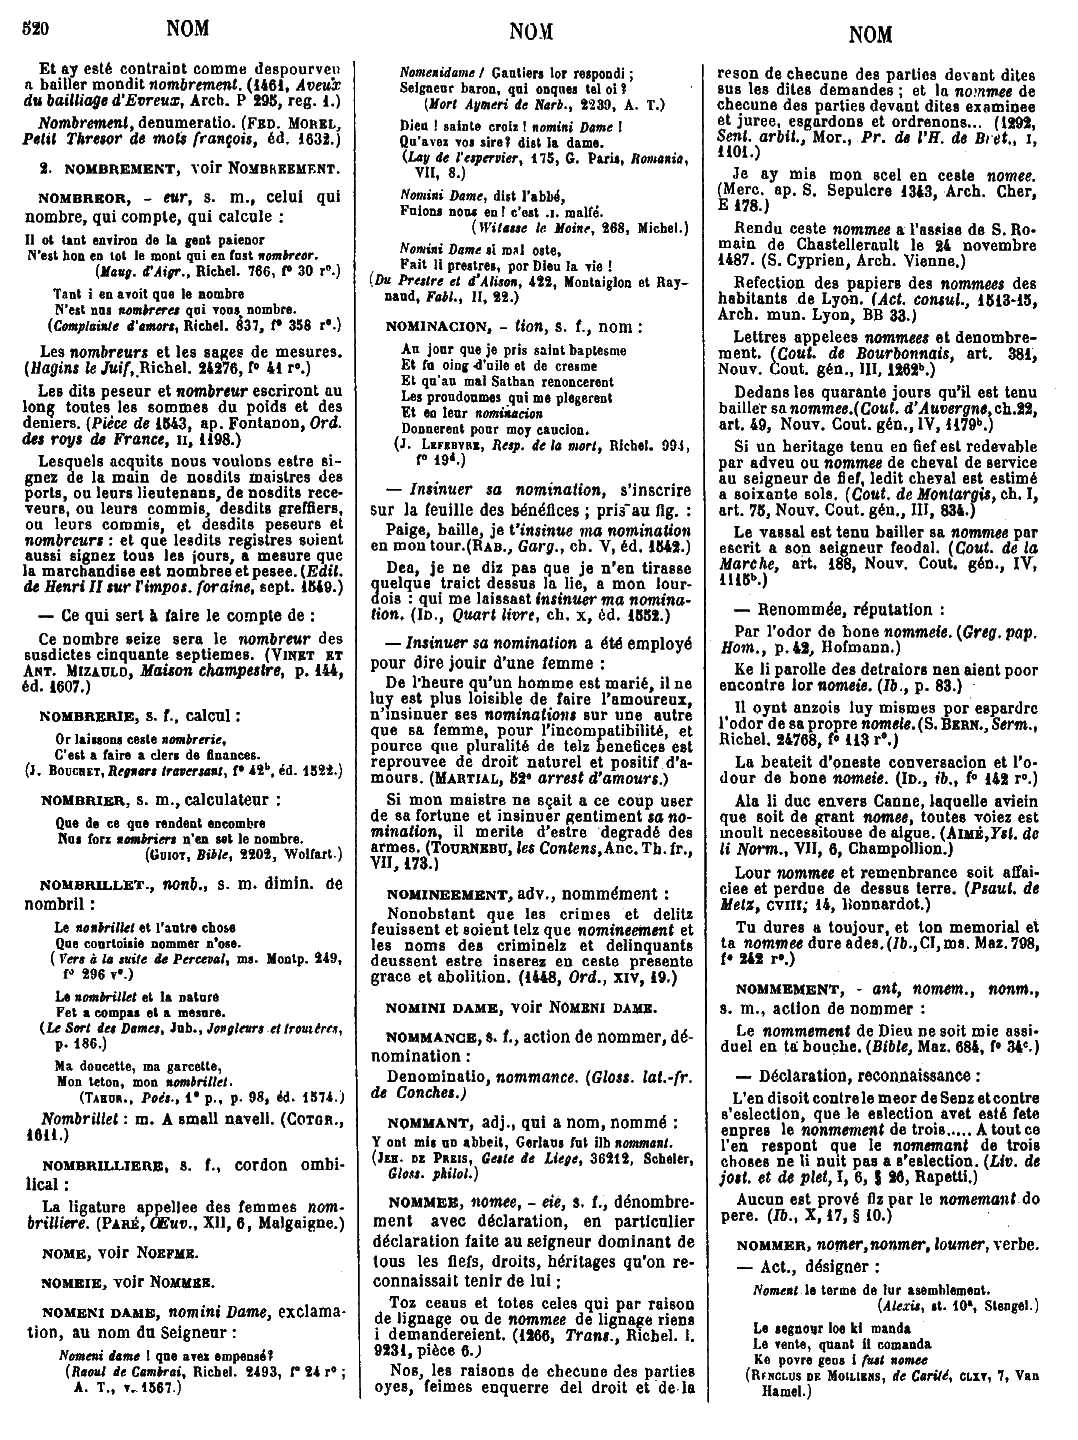 520 NOM NOM NOM
Et ay esté contraint comme despourveu
a bailler mondit nombrement. (1461, Aveux
du bailliage d'Evreux, Arch. P 295, reg. 1.)
Nombrement, denumeratio. (FED. MOREL,
Petit Thresor de mots françois, éd. 1632.)
2. NOMBREMENT, voir NOMBREEMENT.
NOMBREOR, - eur, s. m., celui qui
nombre, qui compte, qui calcule :
Il ot tant environ de la gent paienor
N'est hon en tot le mont qui en fust nombreor.
(Maug. d'Aigr., Richel. 766, f° 30 r°.)
Tant i en avoit que le nombre
N'est nus nombreres qui vous nombre.
(Complainte d'amors, Richel. 837, f° 358 r°.)
Les nombreurs et les sages de mesures.
(Hagins le Juif, Richel. 24276, f° 41 r°.)
Les dits peseur et nombreur escriront au
long toutes les sommes du poids et des
deniers. (Pièce de 1543, ap. Fontanon, Ord.
des roys de France, II, 1198.)
Lesquels acquits nous voulons estre si-
gnez de la main de nosdits maistres des
ports, ou leurs lieutenans, de nosdits rece-
veurs, ou leurs commis, desdits greffiers,
ou leurs commis, et desdits peseurs et
nombreurs : et que lesdits registres soient
aussi signez tous les jours, a mesure que
la marchandise est nombree et pesee. (Edit.
de Henri II sur l'impos. foraine, sept. 1549.)
— Ce qui sert à faire le compte de :
Ce nombre seize sera le nombreur des
susdictes cinquante septiemes. (VINET ET
ANT. MIZAULD, Maison champestre, p. 144,
éd. 1607.)
NOMBRERIE, s. f., calcul :
Or laissons ceste nombrerie,
C'est a faire a clers de finances.
(J. BOUCHET, Regnars traversant, f° 42b, éd. 1522.)
NOMBRIER, s. m., calculateur :
Que de ce que rendent encombre
Nus forz nombriers n'en set le nombre.
(GUIOT, Bible, 2202, Wolfart.)
NOMBRILLET., nonb., s. m. dimin. de
nombril :
Le nonbrillet et l'autre chose
Que courtoisie nommer n'ose.
(Vers à la suite de Perceval, ms. Montp. 249,
f° 296 v°.)
Le nombrillet et la nature
Fet a compas et a mesure.
(Le Sort des Dames, Jub., Jongleurs et trouvères,
p. 186.)
Ma doucette, ma garcette,
Mon teton, mon nombrillet.
(TAHUR., Poés., 1° p., p. 98, éd. 1574.)
Nombrillet : m. A small navell. (COTGR.,
1611.)
NOMBRILLIERE, s. f., cordon ombi-
lical :
La ligature appellee des femmes nom-
brilliere. (PARÉ, Œuv., XII, 6, Malgaigne.)
NOME, voir NOEFME.
NOMEIE, voir NOMMEE.
NOMENI DAME, nomini Dame, exclama-
tion, au nom du Seigneur :
Nomeni dame ! que avez empensé?
(Raoul de Cambrai, Richel. 2493, f° 24 r° ;
A. T., v. 1567.)
Nomenidame ! Gautiers lor respondi ;
Seigneur baron, qui onques tel oi ?
(Mort Aymeri de Narb., 2239, A. T.)
Dieu ! sainte croiz ! nomini Dame !
Qu'avez vos sire? dist la dame.
(Lay de l'espervier, 175, G. Paris, Romania,
VII, 8.)
Nomini Dame, dist l'abbé,
Fuions nous en ! c'est .I. malfé.
(Witasse le Moine, 268, Michel.)
Nomini Dame si mal oste,
Fait li prestres, por Dieu la vie !
(Du Prestre et d'Alison, 422, Montaiglon et Ray-
naud, Fabl., II, 22.)
NOMINACION, - tion, s. f., nom :
Au jour que je pris saint baptesme
Et fu oing d'uile et de cresme
Et qu'au mal Sathan renoncerent
Les preudommes qui me plegerent
Et en leur nominacion
Donnerent pour moy caucion.
(J. LEFEBVRE, Resp. de la mort, Richel. 994,
f° 19d.)
— Insinuer sa nomination, s'inscrire
sur la feuille des bénéfices ; pris au fig. :
Paige, baille, je t'insinue ma nomination
en mon tour.(RAB., Garg., ch. V, éd. 1542.)
Dea, je ne diz pas que je n'en tirasse
quelque traict dessus la lie, a mon lour-
dois : qui me laissast insinuer ma nomina-
tion. (ID., Quart livre, ch. X, éd. 1552.)
— Insinuer sa nomination a été employé
pour dire jouir d'une femme :
De l'heure qu'un homme est marié, il ne
luy est plus loisible de faire l'amoureux,
n'insinuer ses nominations sur une autre
que sa femme, pour l'incompatibilité, et
pource que pluralité de telz benefices est
reprouvee de droit naturel et positif d'a-
mours. (MARTIAL, 52e arrest d'amours.)
Si mon maistre ne sçait a ce coup user
de sa fortune et insinuer gentiment sa no-
mination, il merite d'estre degradé des
armes. (TOURNEBU, les Contens, Anc. Th. fr.,
VII, 173.)
NOMINEEMENT, adv., nommément :
Nonobstant que les crimes et delitz
feuissent et soient telz que nomineement et
les noms des criminelz et delinquants
deussent estre inserez en ceste presente
grace et abolition. (1448, Ord., XIV, 19.)
NOMINI DAME, voir NOMENI DAME.
NOMMANCE, s. f., action de nommer, dé-
nomination :
Denominatio, nommance. (Gloss. lat.-fr.
de Conches.)
NOMMANT, adj., qui a nom, nommé :
Y ont mis un abbeit, Gerlaus fut ilh nommant.
(JEH. DE PREIS, Geste de Liege, 36212, Scheler,
Gloss. philol.)
NOMMEE, nomee, - eie, s. f., dénombre-
ment avec déclaration, en particulier
déclaration faite au seigneur dominant de
tous les fiefs, droits, héritages qu'on re-
connaissait tenir de lui :
Toz ceaus et totes celes qui par raison
de lignage ou de nommee de lignage riens
i demandereient. (1266, Trans., Richel. l.
9231, pièce 6.)
Nos, les raisons de checune des parties
oyes, feimes enquerre del droit et de la
reson de checune des parties devant dites
sus les dites demandes ; et la nommee de
checune des parties devant dites examinee
et juree, esgardons et ordrenons... (1292,
Sent. arbit., Mor., Pr. de l'H. de Bret., I,
1101.)
Je ay mis mon scel en ceste nomee.
(Merc. ap. S. Sepulcre 1343, Arch. Cher,
E 178.)
Rendu ceste nommee a l'assise de S. Ro-
main de Chastellerault le 24 novembre
1487. (S. Cyprien, Arch. Vienne.)
Refection des papiers des nommees des
habitants de Lyon. (Act. consul., 1513-15,
Arch. mun. Lyon, BB 33.)
Lettres appelees nommees et denombre-
ment. (Cout. de Bourbonnais, art. 381,
Nouv. Cout. gén., III, 1262b.)
Dedans les quarante jours qu'il est tenu
bailler sa nommee.(Cout. d'Auvergne, ch.22,
art. 49, Nouv. Cout. gén., IV, 1179b.)
Si un heritage tenu en fief est redevable
par adveu ou nommee de cheval de service
au seigneur de fief, ledit cheval est estimé
a soixante sols. (Cout. de Montargis, ch. I,
art. 75, Nouv. Cout. gén., III, 834.)
Le vassal est tenu bailler sa nommee par
escrit a son seigneur feodal. (Cout. de la
Marche, art. 188, Nouv. Cout. gén., IV,
1115b.)
— Renommée, réputation :
Par l'odor de bone nommeie. (Greg. pap.
Hom., p. 42, Hofmann.)
Ke li parolle des detraiors nen aient poor
encontre lor nomeie. (Ib., p. 83.)
Il oynt anzois luy mismes por espardre
l'odor de sa propre nomeie. (S. BERN., Serm.,
Richel. 24768, f° 113 r°.)
La beateit d'oneste conversacion et l'o-
dour de bone nomeie. (ID., ib., f° 142 r°.)
Ala li duc envers Canne, laquelle aviein
que soit de grant nomee, toutes voiez est
moult necessitouse de aigue. (AIMÉ, Yst. de
li Norm., VII, 6, Champollion.)
Lour nommee et remenbrance soit affai-
ciee et perdue de dessus terre. (Psaut. de
Metz, CVIII, 14, Bonnardot.)
Tu dures a toujour, et ton memorial et
ta nommee dure ades. (Ib., CI, ms. Maz. 798,
f° 242 r°.)
NOMMEMENT, - ant, nomem., nonm.,
s. m., action de nommer :
Le nommement de Dieu ne soit mie assi-
duel en ta bouche. (Bible, Maz. 684, f° 34c.)
— Déclaration, reconnaissance :
L'en disoit contre le meor de Senz et contre
s'eslection, que le eslection avet esté fete
enpres le nonmement de trois..... A tout ce
l'en respont que le nomemant de trois
choses ne li nuit pas a s'eslection. (Liv. de
jost. et de plet, I, 6, § 26, Rapetti.)
Aucun est prové fiz par le nomemant do
pere. (Ib., X, 17, § 10.)
NOMMER, nomer, nonmer, loumer, verbe.
— Act., désigner :
Noment le terme de lur asemblement.
(Alexis, st. 10a, Stengel.)
Le segnour loe ki manda
Le vente, quant il comanda
Ke povre gens i fust nomee
(RENCLUS DE MOILIENS, de Carité, CLXV, 7, Van
Hamel.)